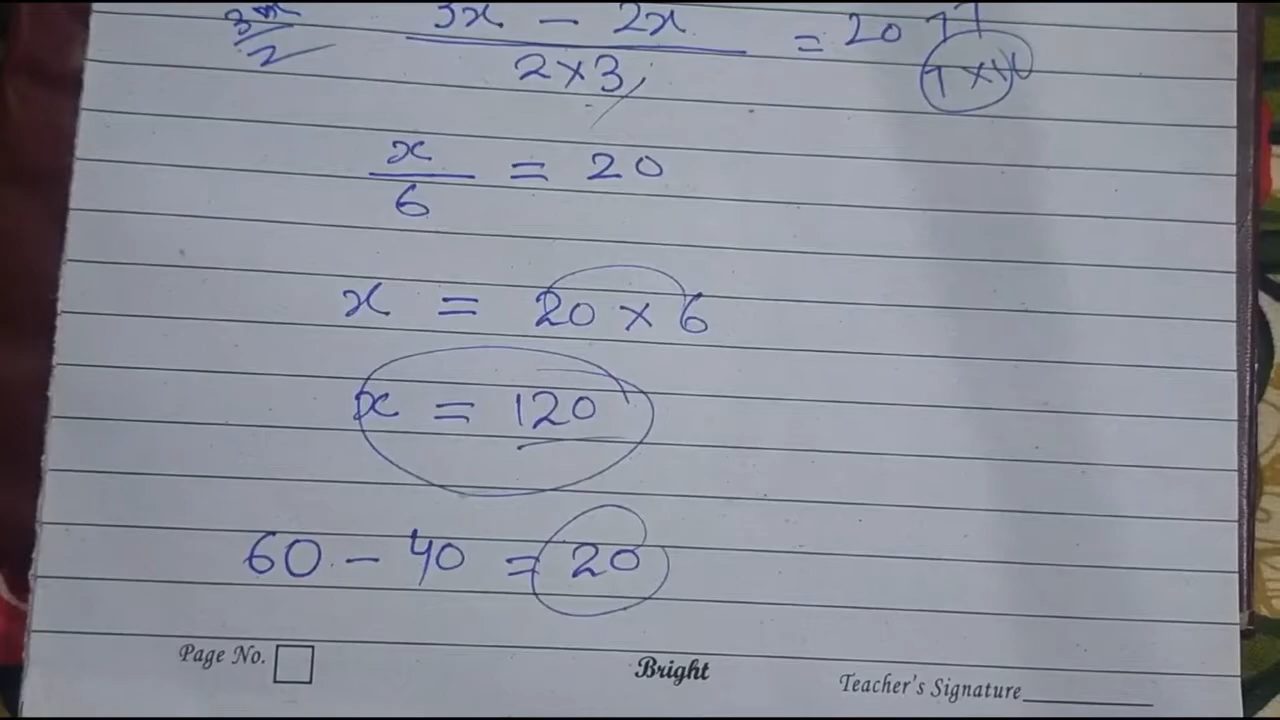 3x - 2x / 2×3 = 20
x / 6 = 20
x = 20 × 6
x = 120
60 - 40 = 20
Page No.
Bright
Teacher's Signature